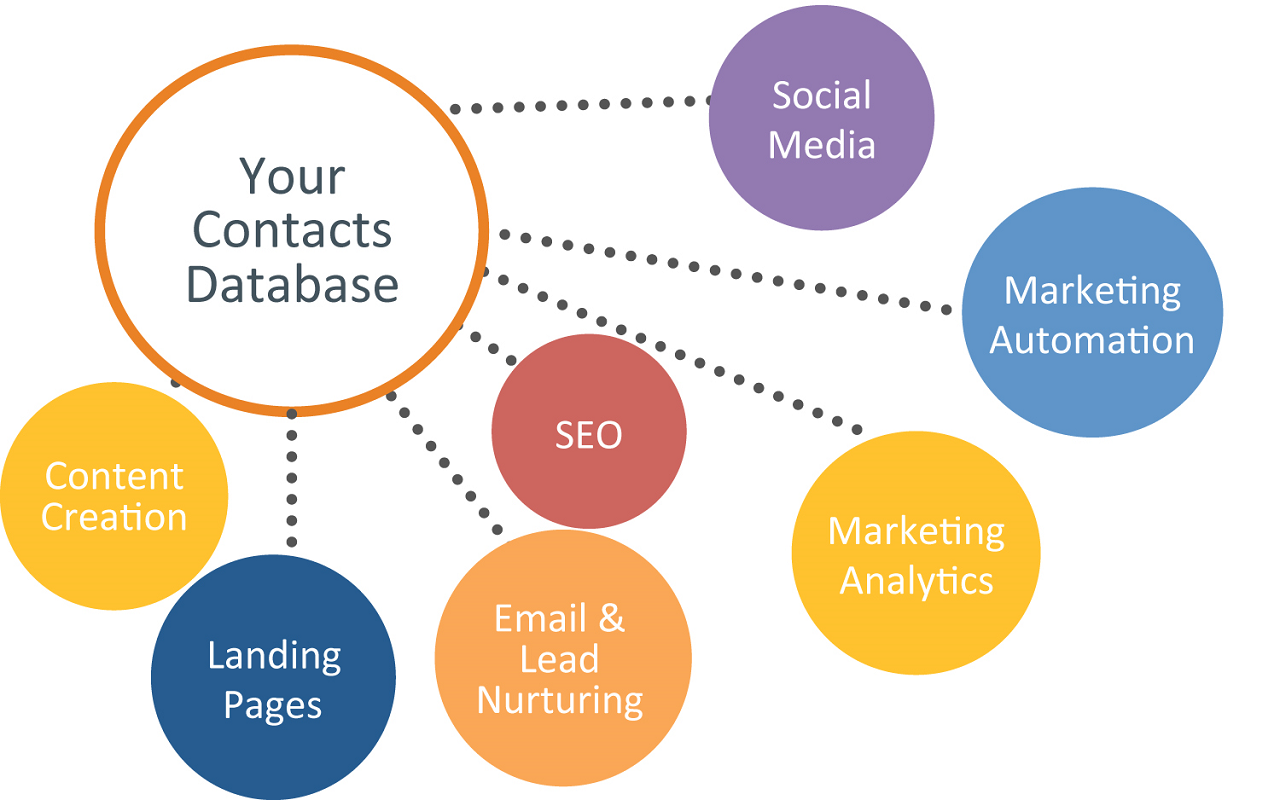 Your
Contacts
Database
Social
Media
Marketing
Automation
SEO
Marketing
Analytics
Content
Creation
Landing
Pages
Email &
Lead
Nurturing